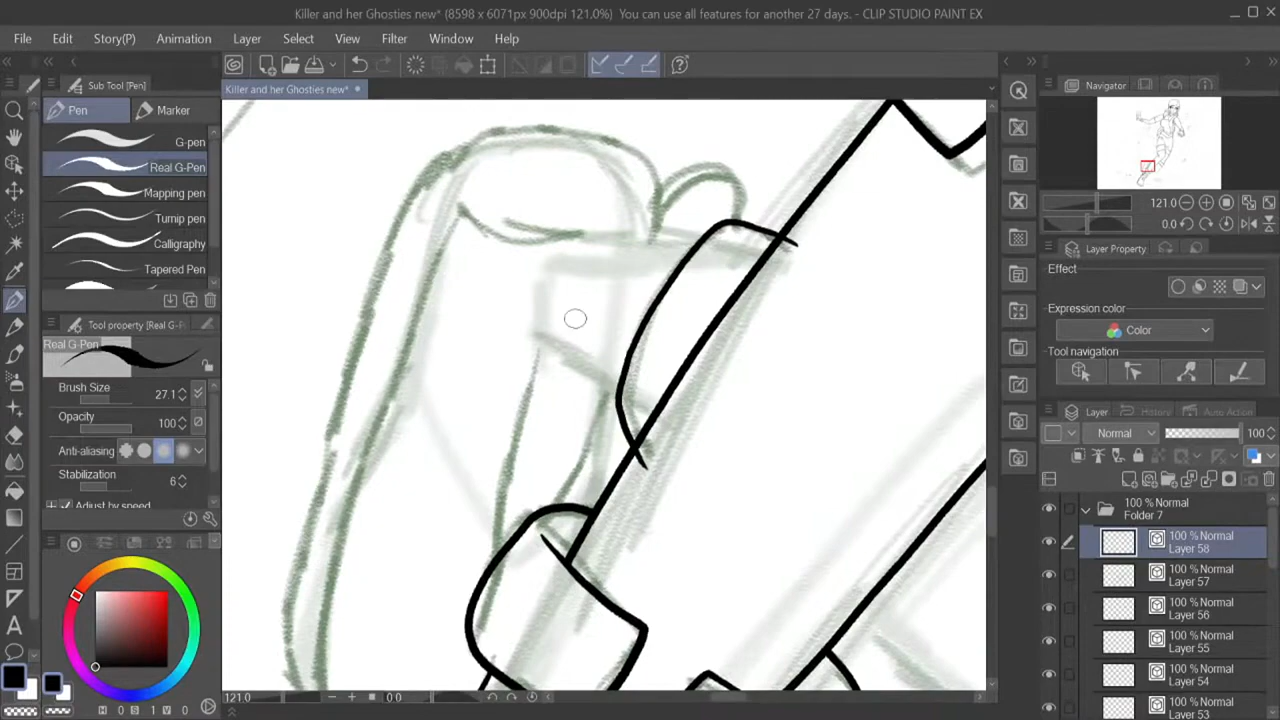 Killer and her Ghosties new* (8598 x 6071px 900dpi 121.0%)  You can use all features for another 27 days. - CLIP STUDIO PAINT EX
File Edit Story(P) Animation Layer Select View Filter Window Help
Sub Tool [Pen]
Killer and her Ghosties new*
Navigator
Pen Marker
G-pen
Real G-Pen
Mapping pen
Turnip pen
Calligraphy
Tapered Pen
121.0
0.0
Layer Property
Effect
Expression color
Color
Tool navigation
Tool property [Real G-P
Real G-Pen
Brush Size 27.1
Opacity 100
Anti-aliasing
Stabilization 6
Adjust by speed
Layer History Auto Action
Normal 100
100 % Normal
Folder 7
100 % Normal
Layer 58
100 % Normal
Layer 57
100 % Normal
Layer 56
100 % Normal
Layer 55
100 % Normal
Layer 54
100 % Normal
Layer 53
121.0 0.0
H 0 S 1 V 0